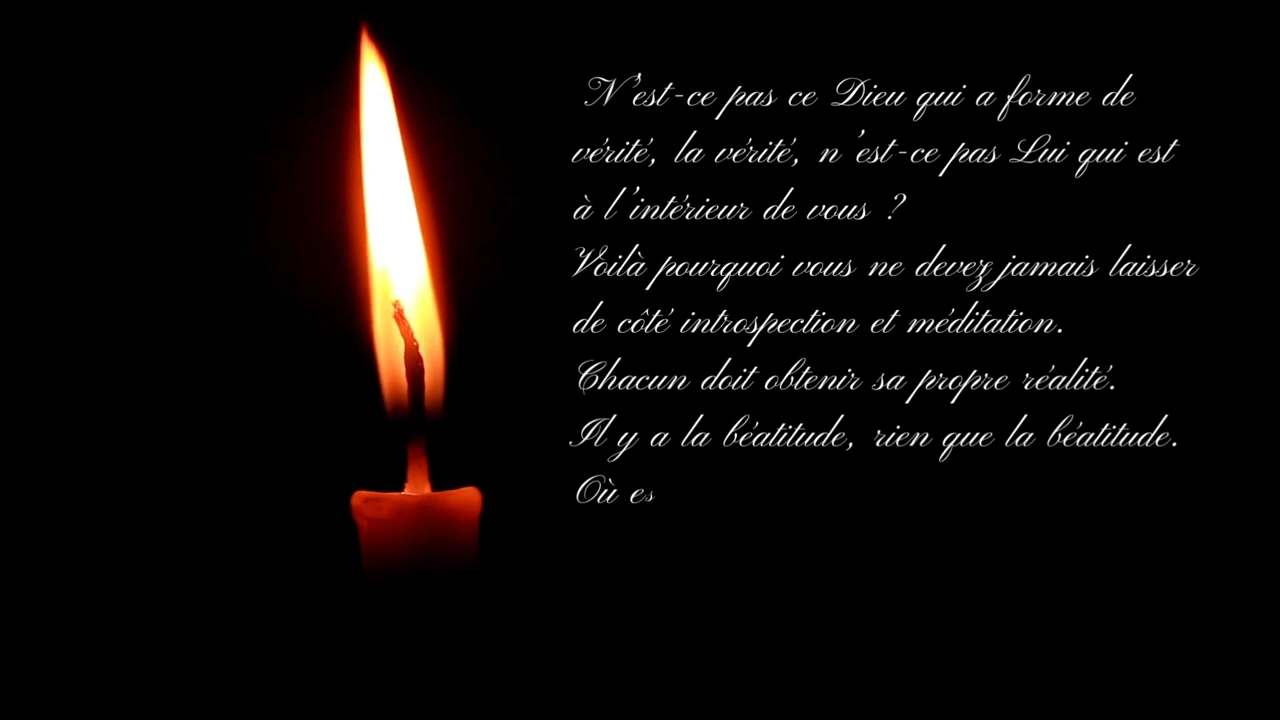 N'est-ce pas ce Dieu qui a forme de
vérité, la vérité, n'est-ce pas Lui qui est
à l'intérieur de vous ?
Voilà pourquoi vous ne devez jamais laisser
de côté introspection et méditation.
Chacun doit obtenir sa propre réalité.
Il y a la béatitude, rien que la béatitude.
Où es